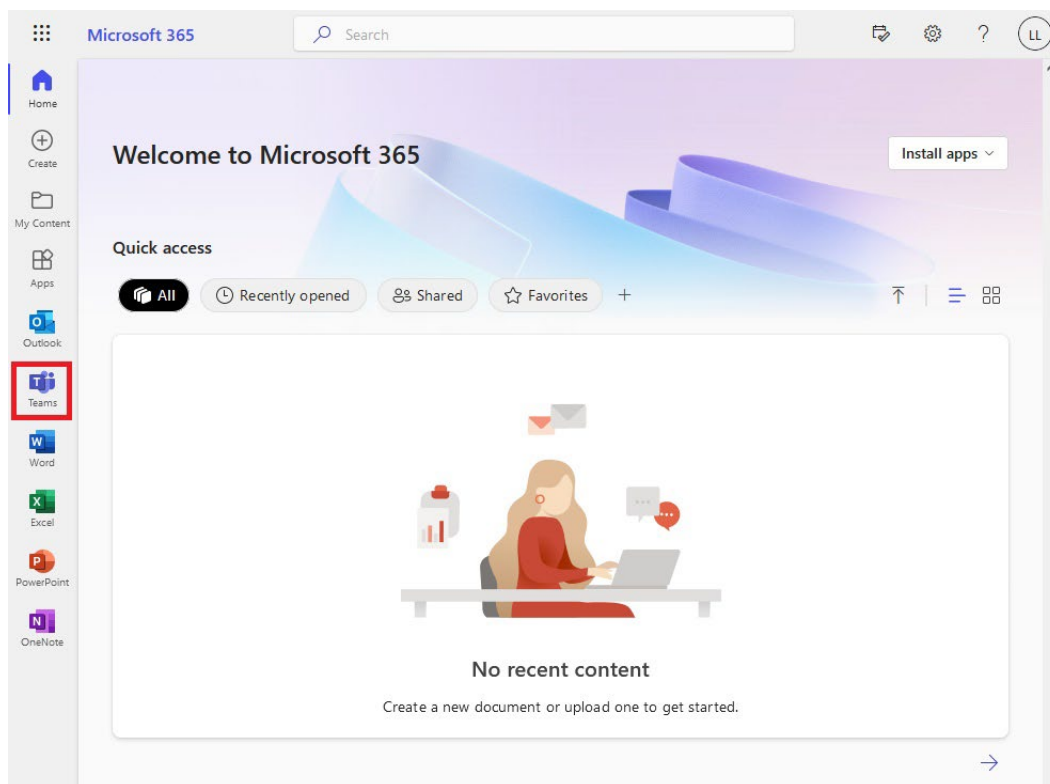 Microsoft 365
Search
LL
Home
Create
My Content
Apps
Outlook
Teams
Word
Excel
PowerPoint
OneNote
Welcome to Microsoft 365
Install apps
Quick access
All
Recently opened
Shared
Favorites
No recent content
Create a new document or upload one to get started.